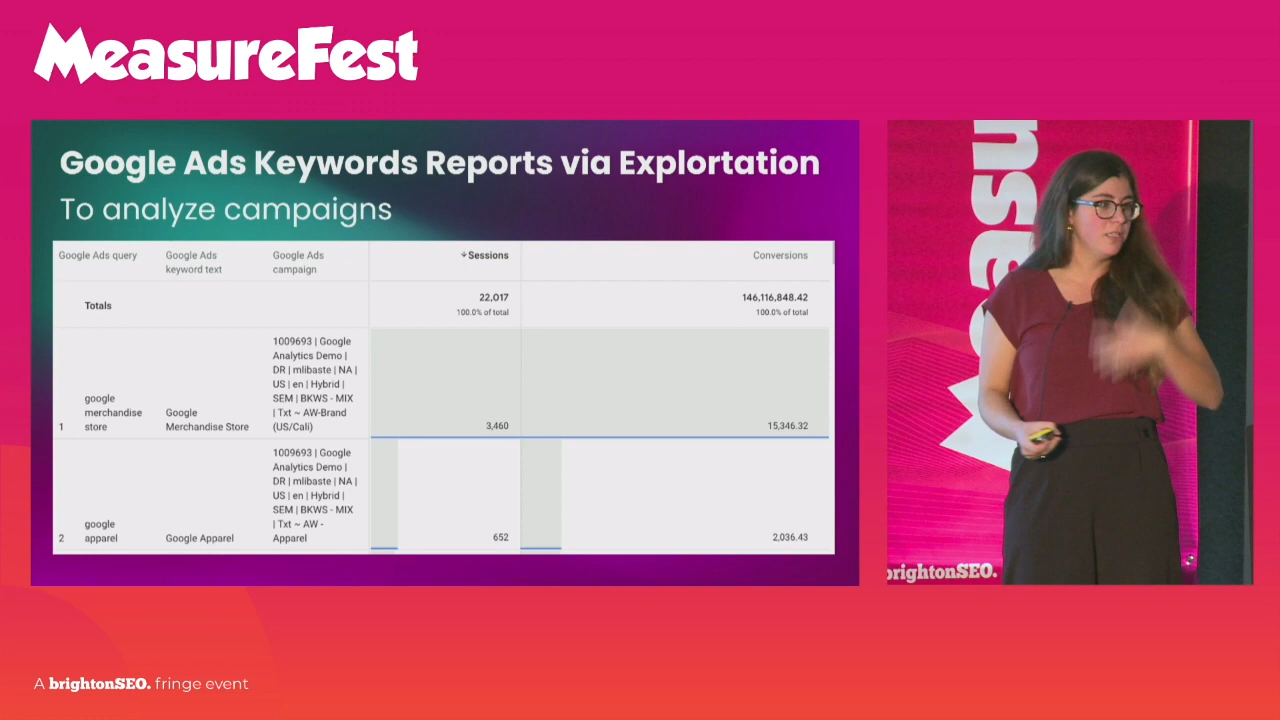 MeasureFest
Google Ads Keywords Reports via Explortation
To analyze campaigns
Google Ads query
Google Ads
keyword text
Google Ads
campaign
↓Sessions
Conversions
Totals
22,017
100.0% of total
146,116,848.42
100.0% of total
1
google
merchandise
store
Google
Merchandise Store
1009693 | Google
Analytics Demo |
DR | mlibaste | NA |
US | en | Hybrid |
SEM | BKWS - MIX
| Txt ~ AW-Brand
(US/Cali)
3,460
15,346.32
2
google
apparel
Google Apparel
1009693 | Google
Analytics Demo |
DR | mlibaste | NA |
US | en | Hybrid |
SEM | BKWS - MIX
| Txt ~ AW -
Apparel
652
2,036.43
Measu
brightonSEO.
A brightonSEO. fringe event